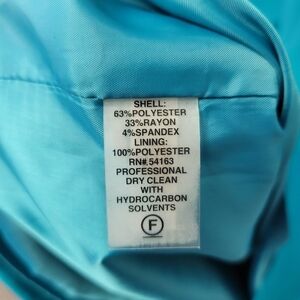 SHELL:
63%POLYESTER
33%RAYON
4%SPANDEX
LINING:
100%POLYESTER
RN#.54163
PROFESSIONAL
DRY CLEAN
WITH
HYDROCARBON
SOLVENTS
F